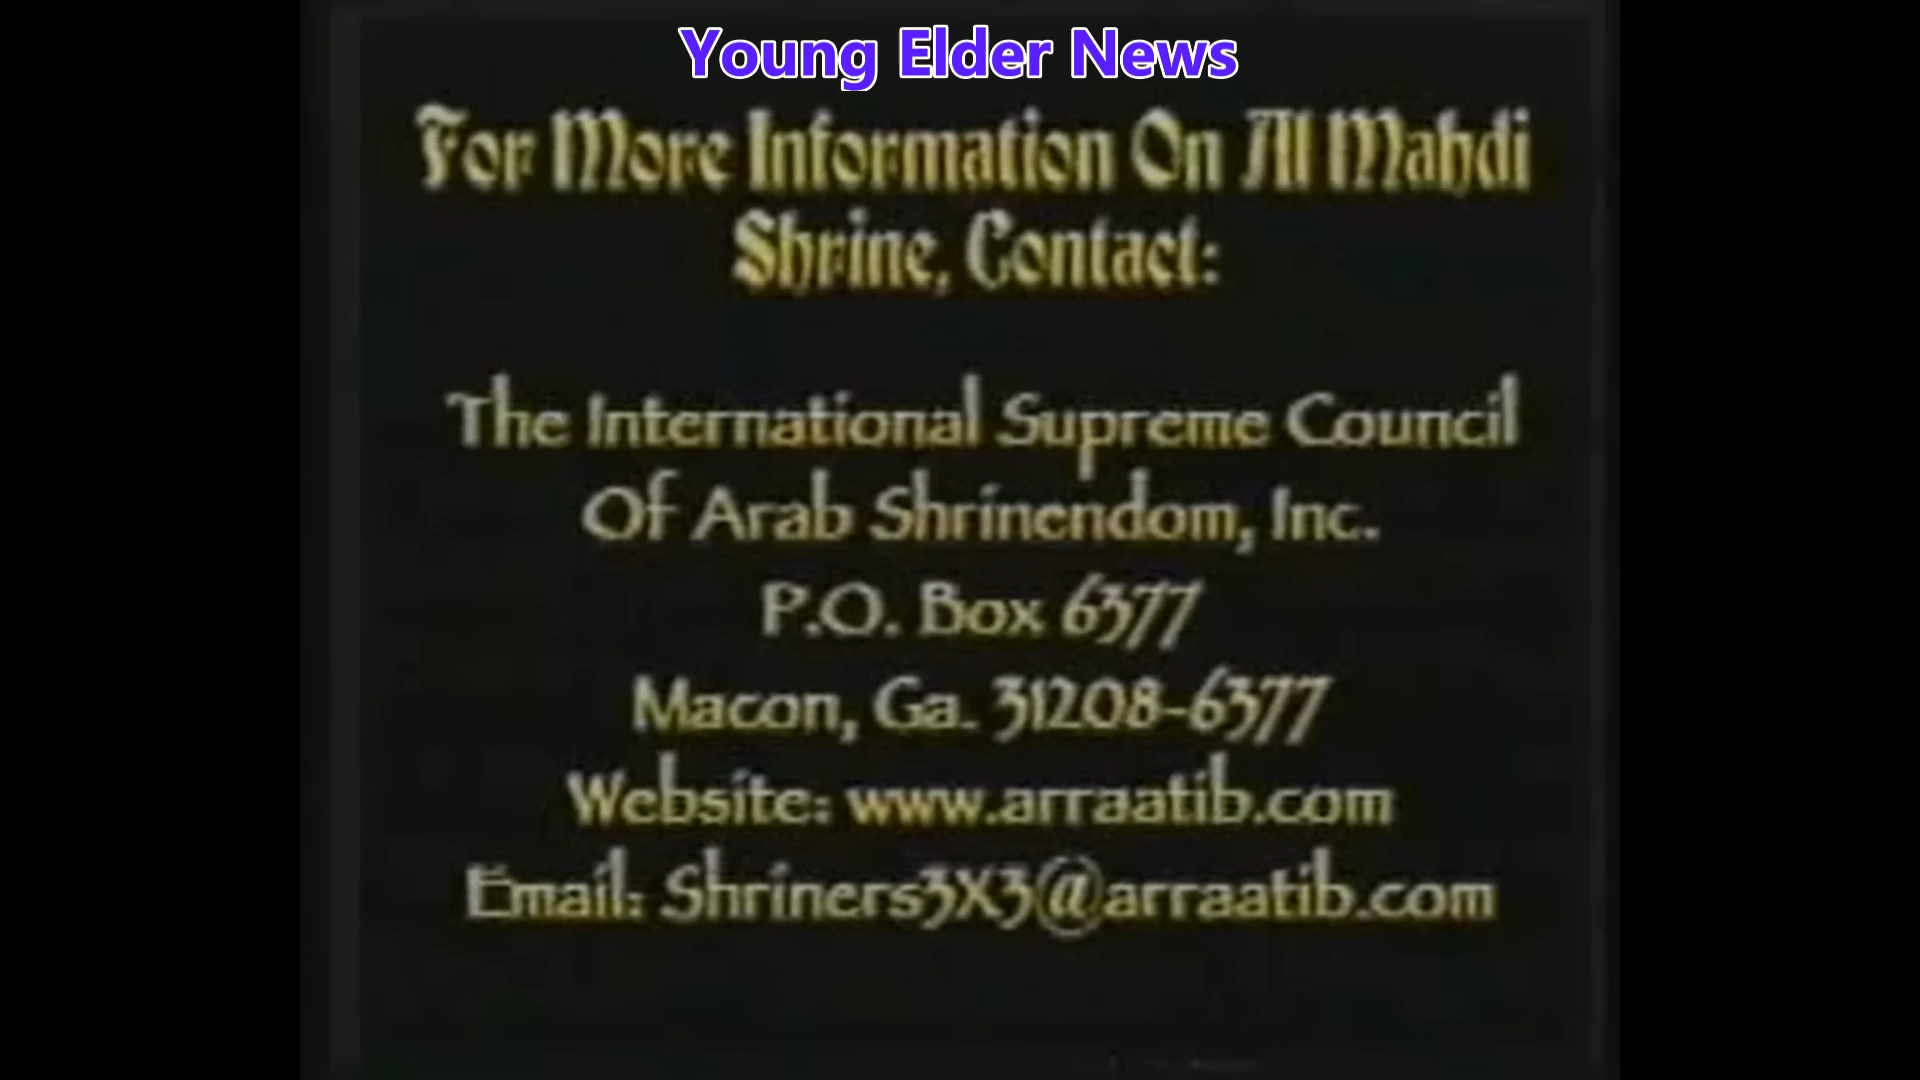 Young Elder News
For More Information On Al Mahdi
Shrine, Contact:
The International Supreme Council
Of Arab Shrinendom, Inc.
P.O. Box 6377
Macon, Ga. 31208-6377
Website: www.arraatib.com
Email: Shriners3X3@arraatib.com